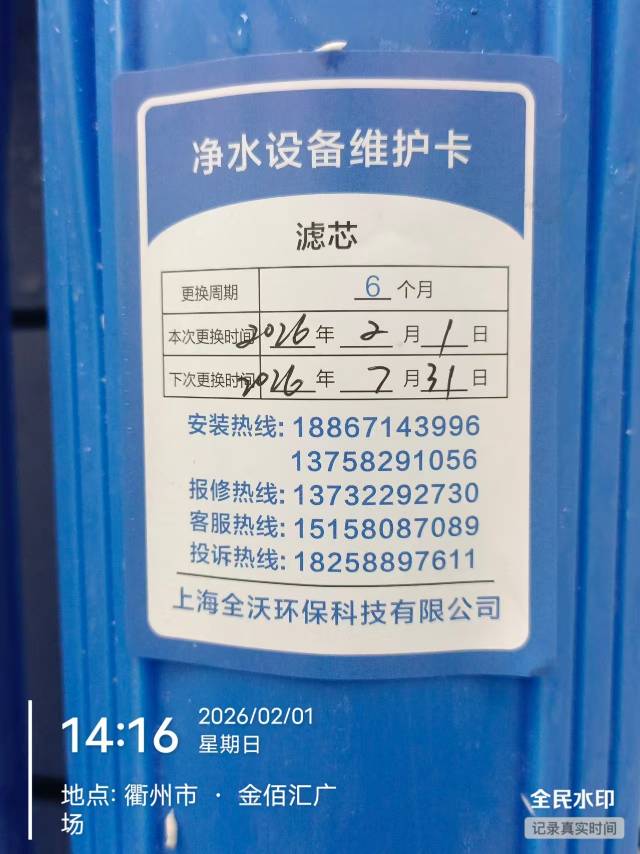 净水设备维护卡
滤芯
更换周期 6 个月
本次更换时间 2026 年 2 月 1 日
下次更换时间 2026 年 7 月 31 日
安装热线: 18867143996
13758291056
报修热线: 13732292730
客服热线: 15158087089
投诉热线: 18258897611
上海全沃环保科技有限公司
14:16 2026/02/01
星期日
地点: 衢州市 · 金佰汇广
场
全民水印
记录真实时间